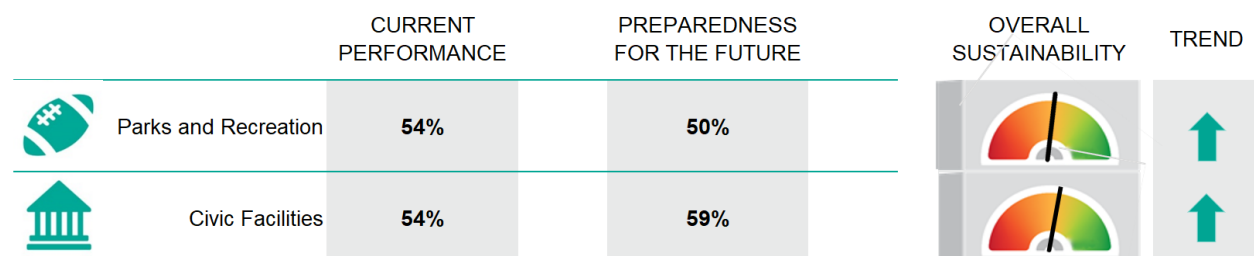 CURRENT PERFORMANCE
PREPAREDNESS FOR THE FUTURE
OVERALL SUSTAINABILITY
TREND
Parks and Recreation 54% 50%
Civic Facilities 54% 59%